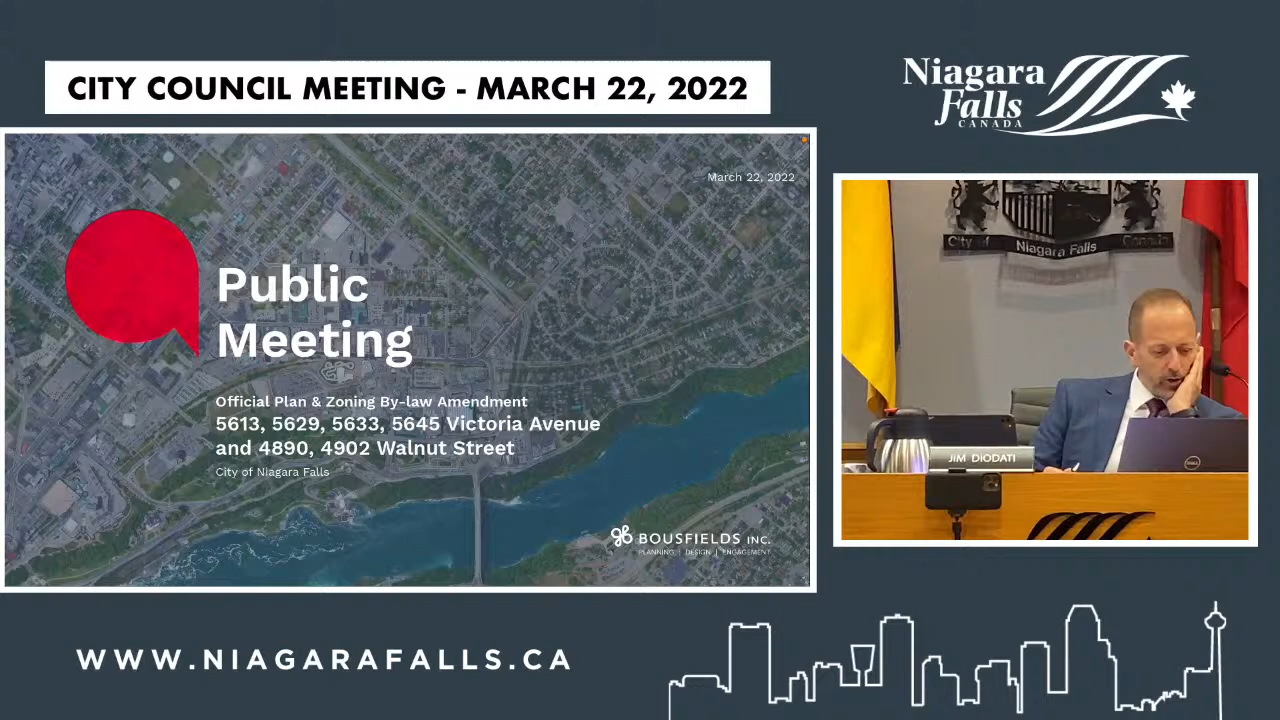 CITY COUNCIL MEETING - MARCH 22, 2022
Niagara
Falls
CANADA
March 22, 2022
Public
Meeting
Official Plan & Zoning By-law Amendment
5613, 5629, 5633, 5645 Victoria Avenue
and 4890, 4902 Walnut Street
City of Niagara Falls
BOUSFIELDS INC.
PLANNING | DESIGN | ENGAGEMENT
City of Niagara Falls Canada
JIM DIODATI
DELL
WWW.NIAGARAFALLS.CA